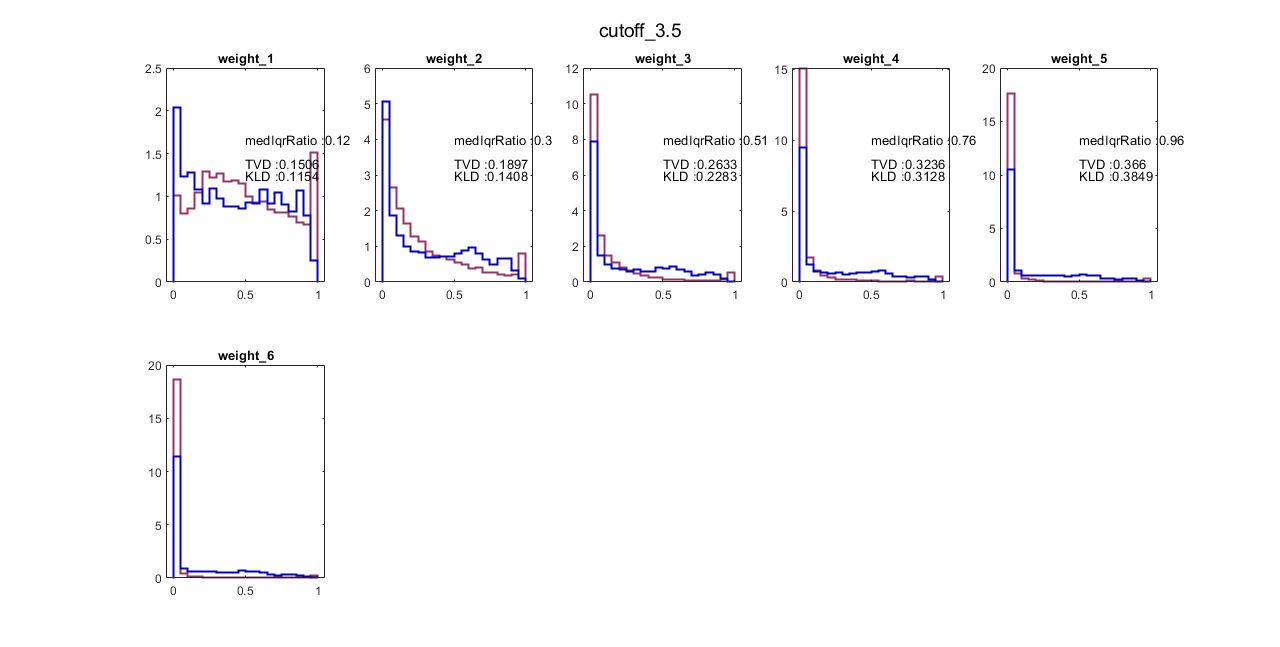 cutoff_3.5
weight_1
2.5
2
1.5
1
0.5
0
0 0.5 1
medIqrRatio :0.12
TVD :0.1506
KLD :0.1154
weight_2
6
5
4
3
2
1
0
0 0.5 1
medIqrRatio :0.3
TVD :0.1897
KLD :0.1408
weight_3
12
10
8
6
4
2
0
0 0.5 1
medIqrRatio :0.51
TVD :0.2633
KLD :0.2283
weight_4
15
10
5
0
0 0.5 1
medIqrRatio :0.76
TVD :0.3236
KLD :0.3128
weight_5
20
15
10
5
0
0 0.5 1
medIqrRatio :0.96
TVD :0.366
KLD :0.3849
weight_6
20
15
10
5
0
0 0.5 1